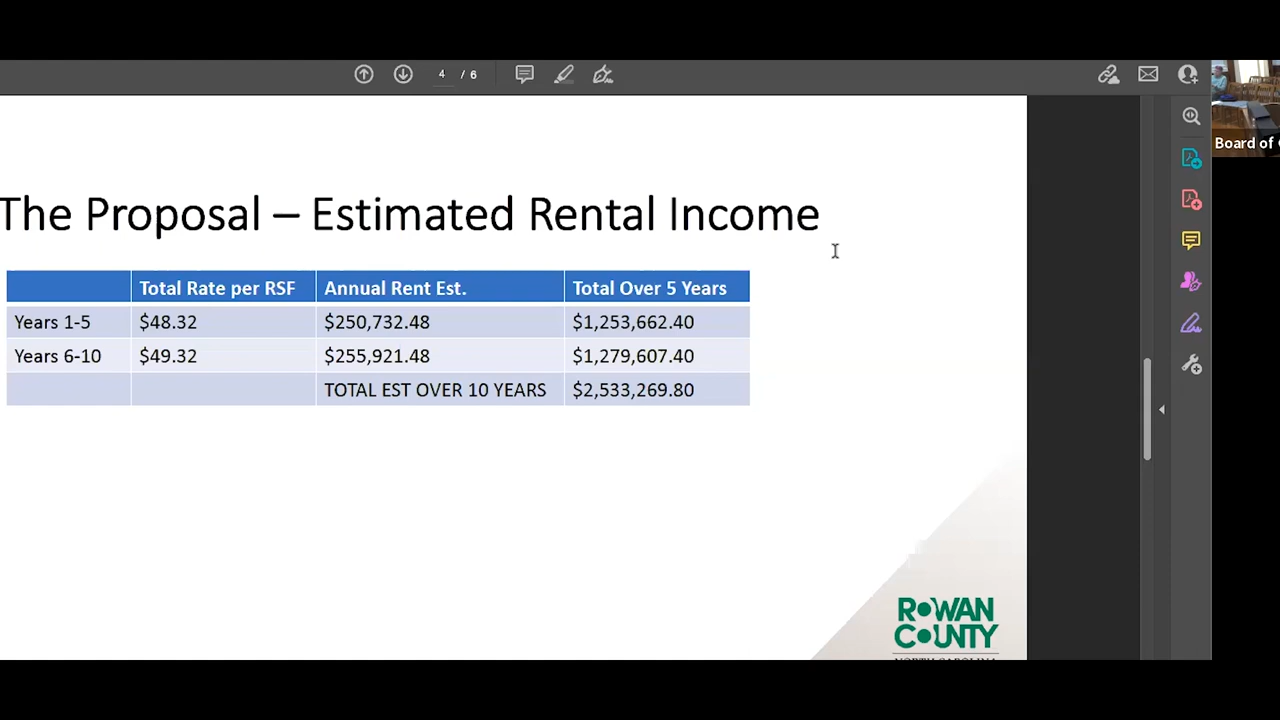 4 / 6
Board of
The Proposal – Estimated Rental Income
Total Rate per RSF Annual Rent Est. Total Over 5 Years
Years 1-5 $48.32 $250,732.48 $1,253,662.40
Years 6-10 $49.32 $255,921.48 $1,279,607.40
TOTAL EST OVER 10 YEARS $2,533,269.80
ROWAN
COUNTY
NORTH CAROLINA